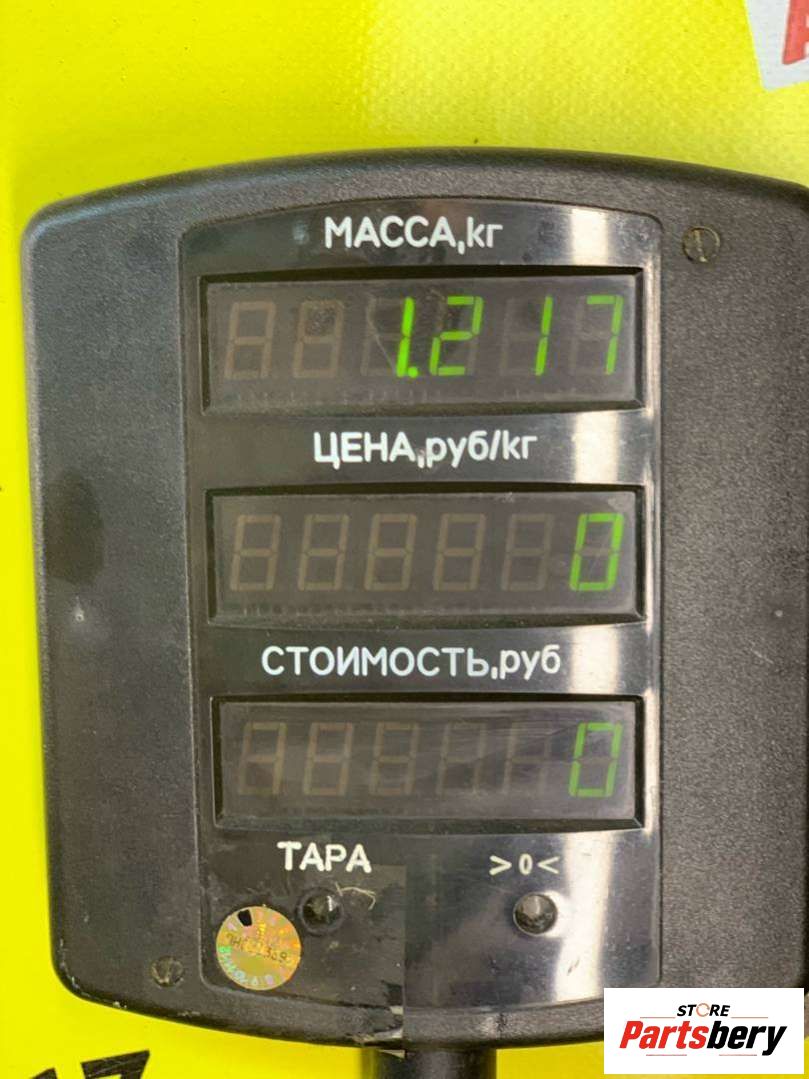 МАССА,кг
1.217
ЦЕНА,руб/кг
0
СТОИМОСТЬ,руб
0
ТАРА >0<
STORE
Partsbery